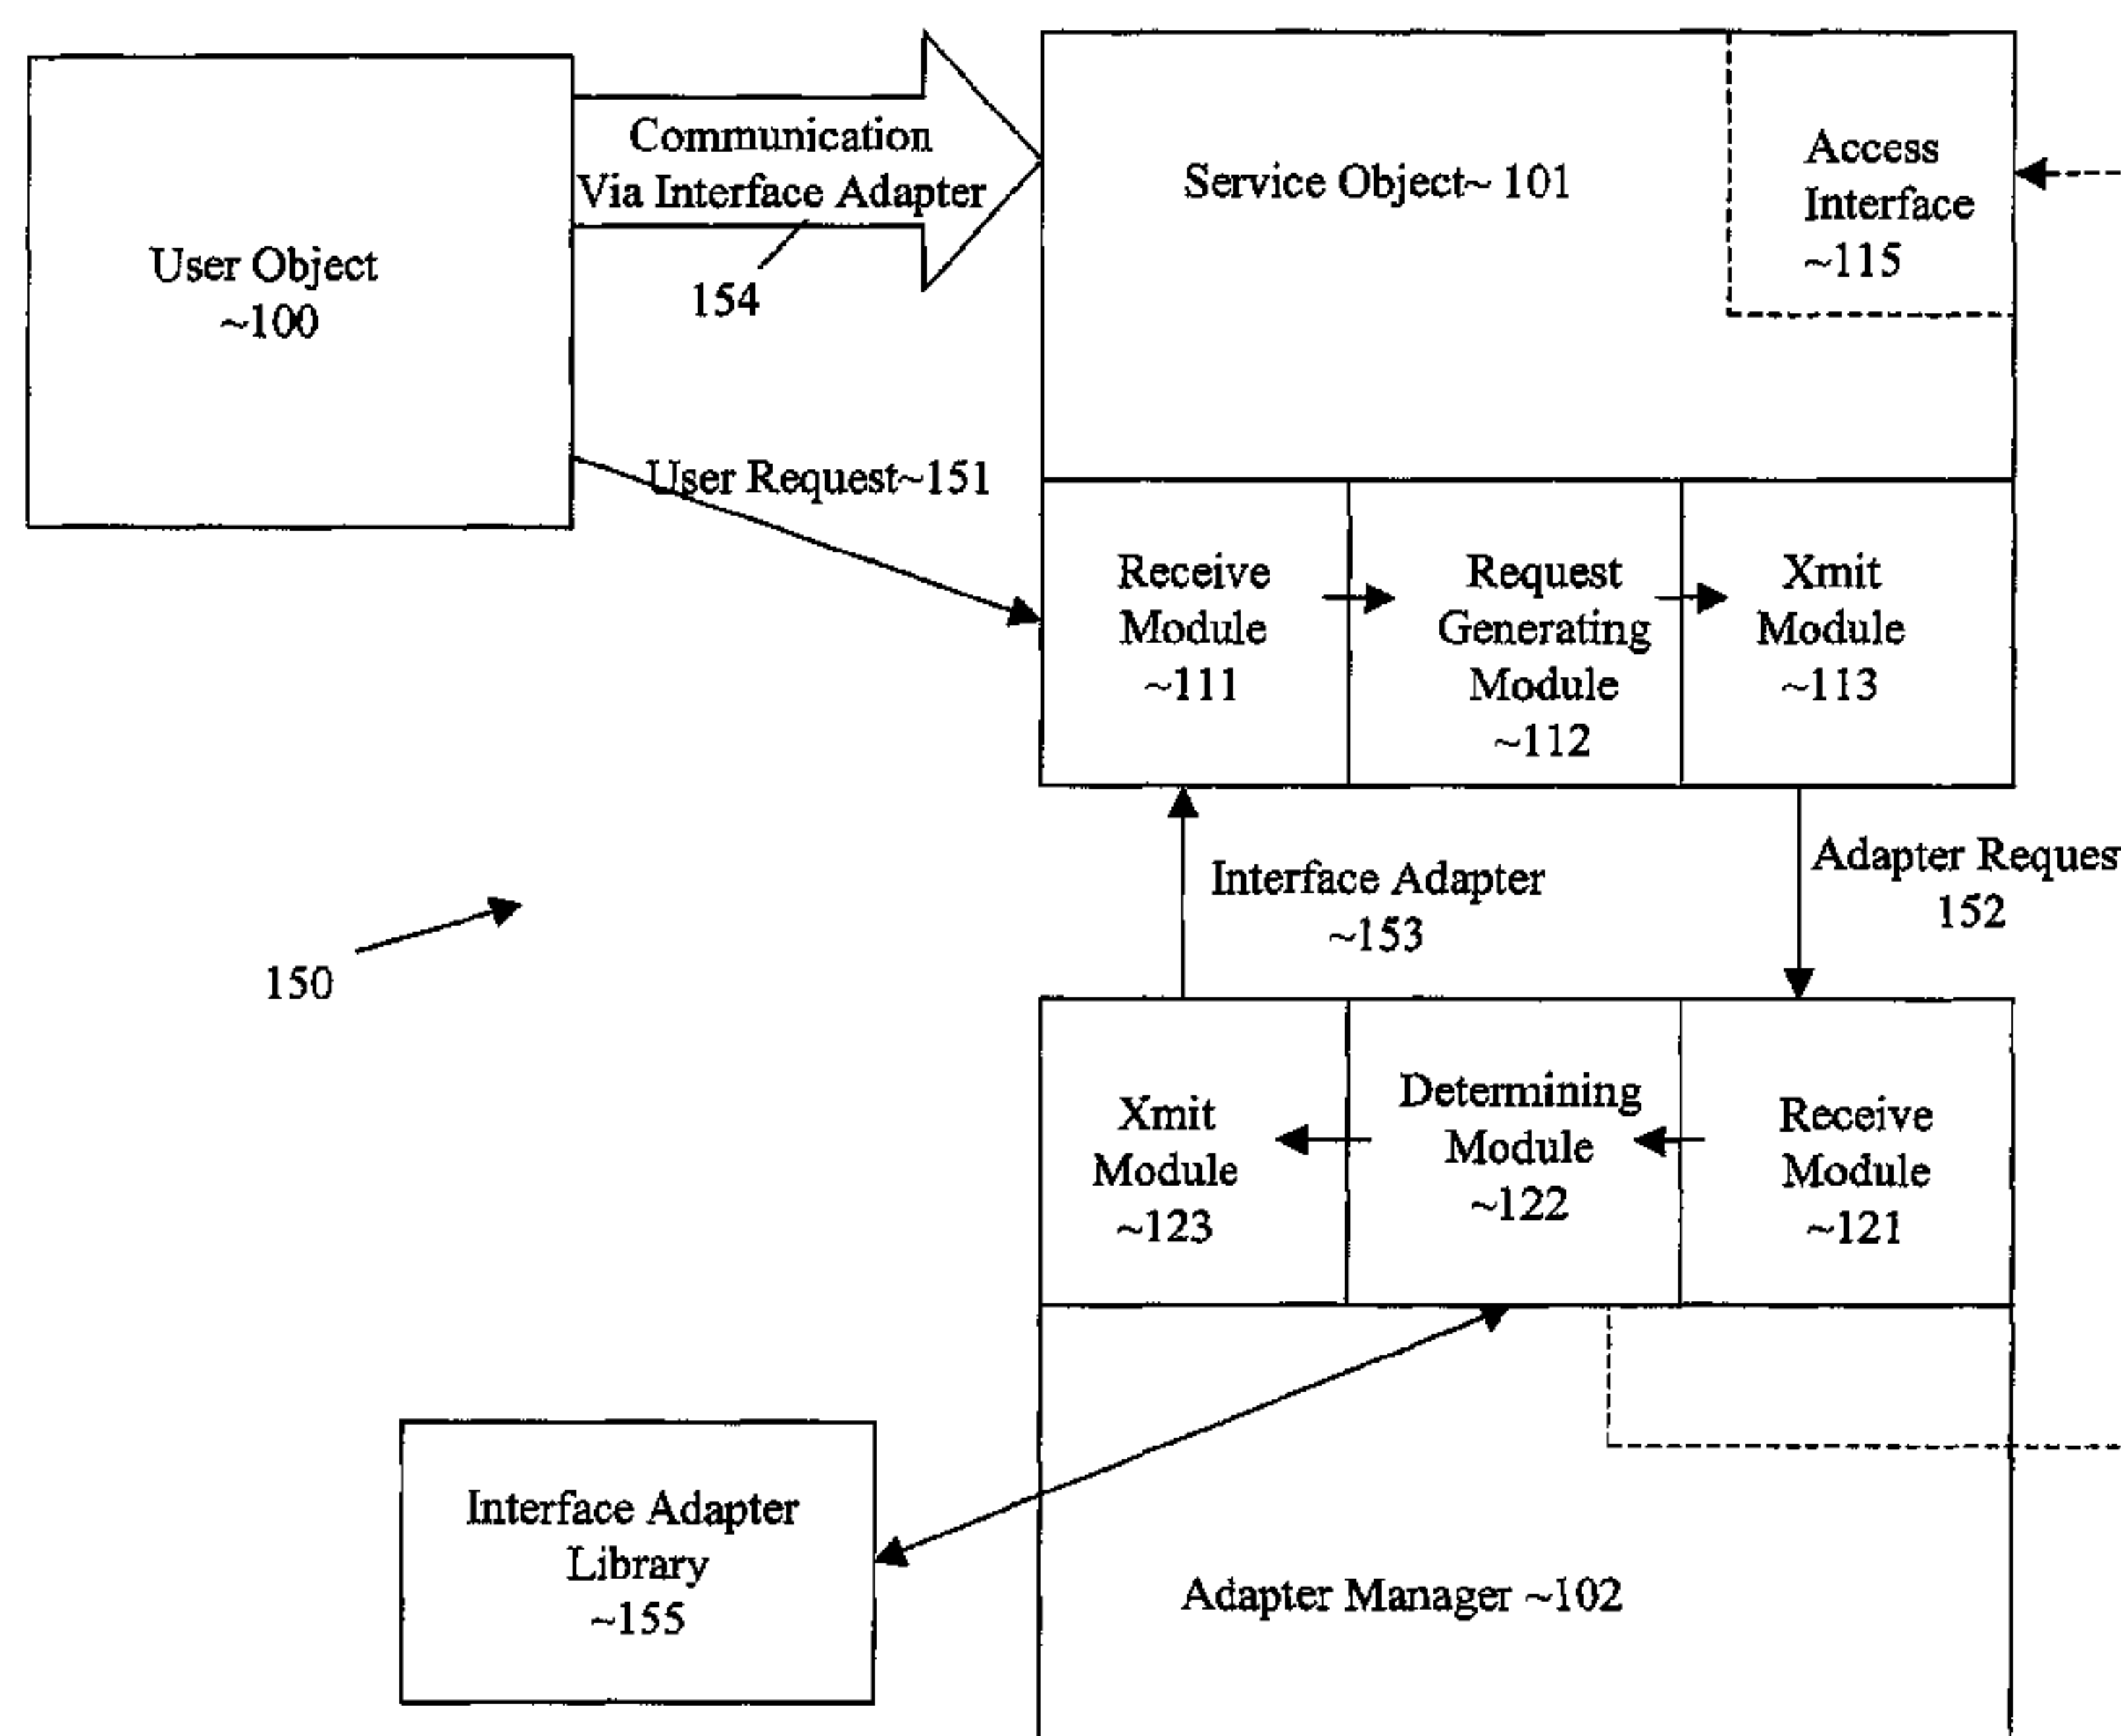 Communication
Via Interface Adapter
154
User Object
~100
Service Object~ 101
Access
Interface
~115
User Request~151
Receive
Module
~111
Request
Generating
Module
~112
Xmit
Module
~113
Interface Adapter
~153
Adapter Reques
152
150
Xmit
Module
~123
Determining
Module
~122
Receive
Module
~121
Interface Adapter
Library
~155
Adapter Manager ~102